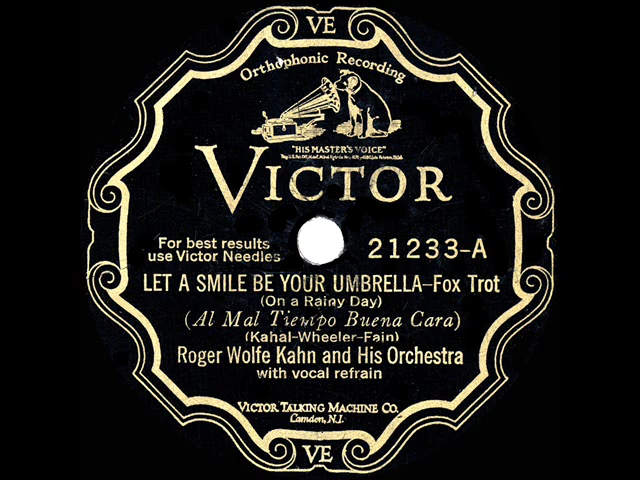 VE
Orthophonic Recording
"HIS MASTER'S VOICE"
VICTOR
For best results
use Victor Needles
21233-A
LET A SMILE BE YOUR UMBRELLA-Fox Trot
(On a Rainy Day)
(Al Mal Tiempo Buena Cara)
(Kahal-Wheeler-Fain)
Roger Wolfe Kahn and His Orchestra
with vocal refrain
VICTOR TALKING MACHINE CO.
Camden, N.J.
VE